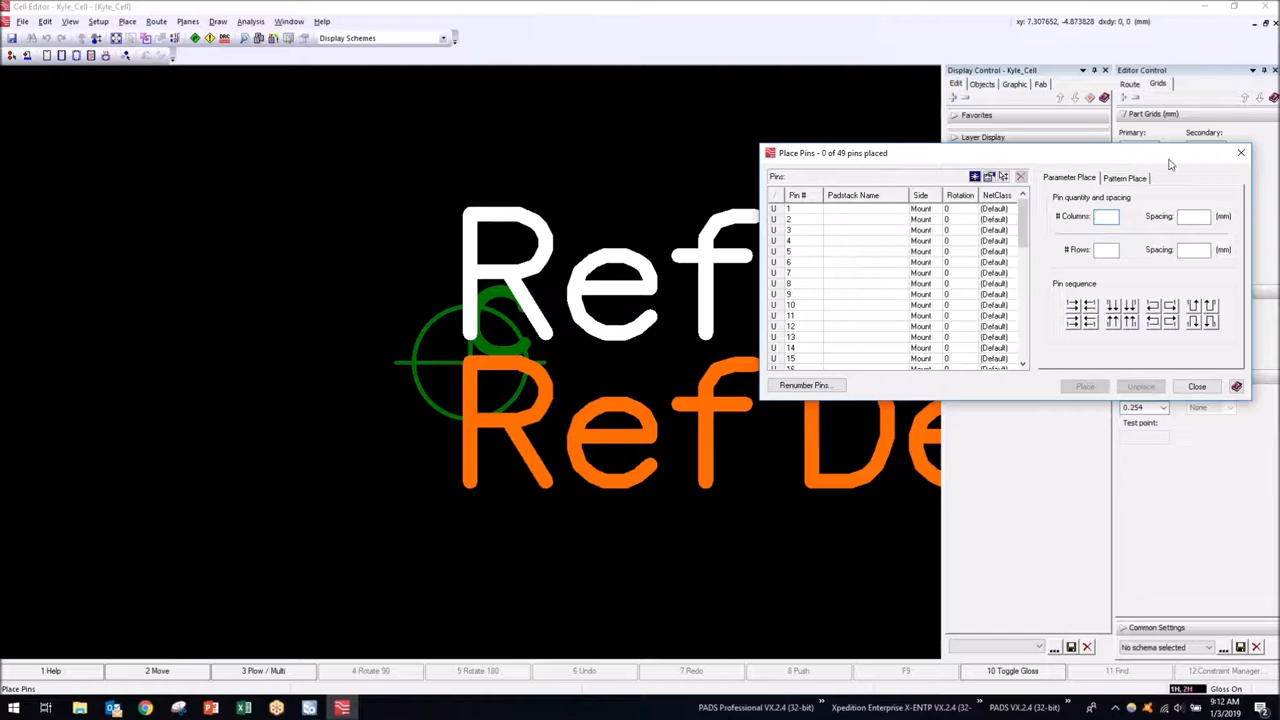 Cell Editor - Kyle_Cell - (Kyle_Cell)
File Edit View Setup Place Route Planes Draw Analysis Window Help
xy: 7.307652, -4.873828 dxdy: 0, 0 (mm)
Display Schemes
Display Control - Kyle_Cell
Edit Objects Graphic Fab
Favorites
Layer Display
Editor Control
Route Grids
Part Grids (mm)
Primary: Secondary:
Ref
Ref De
Place Pins - 0 of 49 pins placed
Pins:
/ Pin # Padstack Name Side Rotation NetClass
U 1 Mount 0 (Default)
U 2 Mount 0 (Default)
U 3 Mount 0 (Default)
U 4 Mount 0 (Default)
U 5 Mount 0 (Default)
U 6 Mount 0 (Default)
U 7 Mount 0 (Default)
U 8 Mount 0 (Default)
U 9 Mount 0 (Default)
U 10 Mount 0 (Default)
U 11 Mount 0 (Default)
U 12 Mount 0 (Default)
U 13 Mount 0 (Default)
U 14 Mount 0 (Default)
U 15 Mount 0 (Default)
Renumber Pins...
Parameter Place Pattern Place
Pin quantity and spacing
# Columns: Spacing: (mm)
# Rows: Spacing: (mm)
Pin sequence
Place Unplace Close
0.254 None
Test point:
Common Settings
No schema selected
1 Help 2 Move 3 Plow / Multi 4 Rotate 90 5 Rotate 180 6 Undo 7 Redo 8 Push F9 10 Toggle Gloss 11 Find 12 Constraint Manager...
Place Pins
1H, 2H Gloss On
PADS Professional VX.2.4 (32-bit) Xpedition Enterprise X-ENTP VX.2.4 (32-bit) PADS VX.2.4 (32-bit)
9:12 AM
1/3/2019